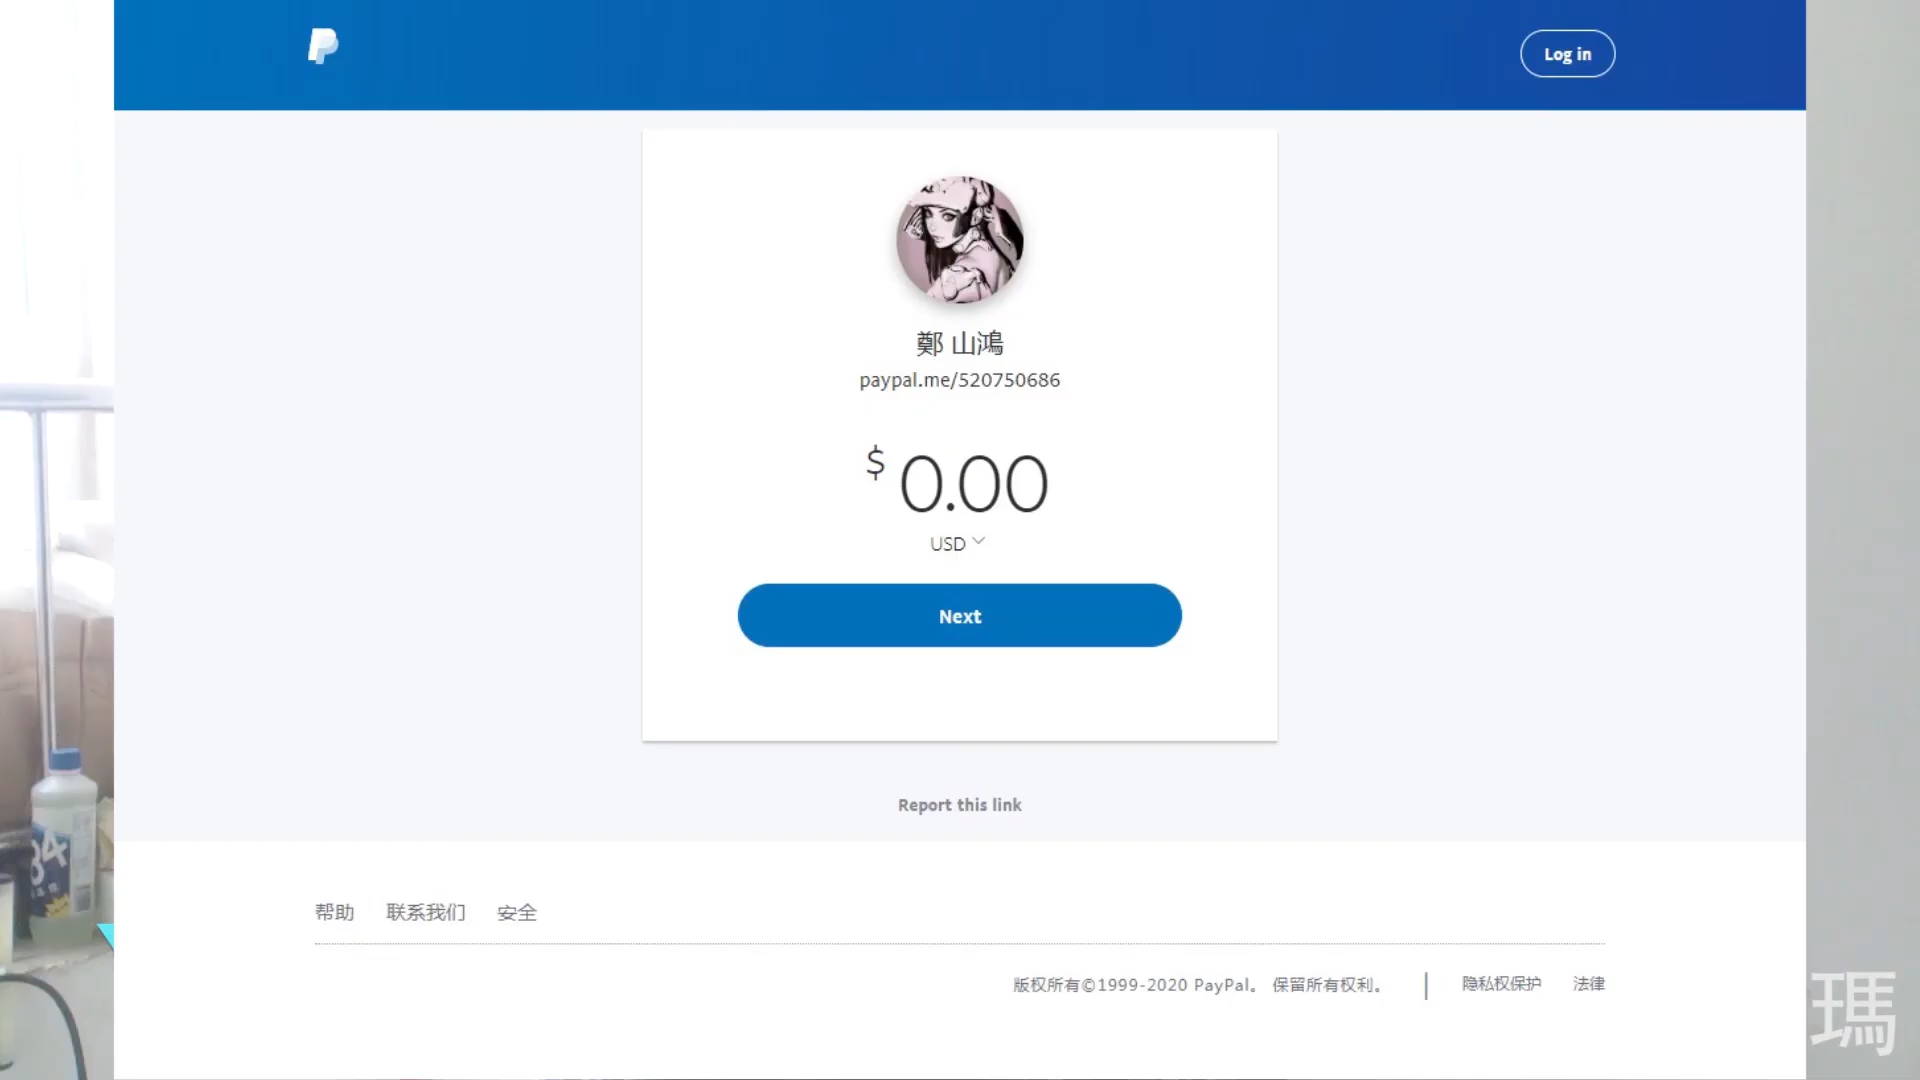 Log in
鄭 山鴻
paypal.me/520750686
$ 0.00
USD
Next
Report this link
帮助 联系我们 安全
版权所有©1999-2020 PayPal。 保留所有权利。 | 隐私权保护 法律
84
瑪